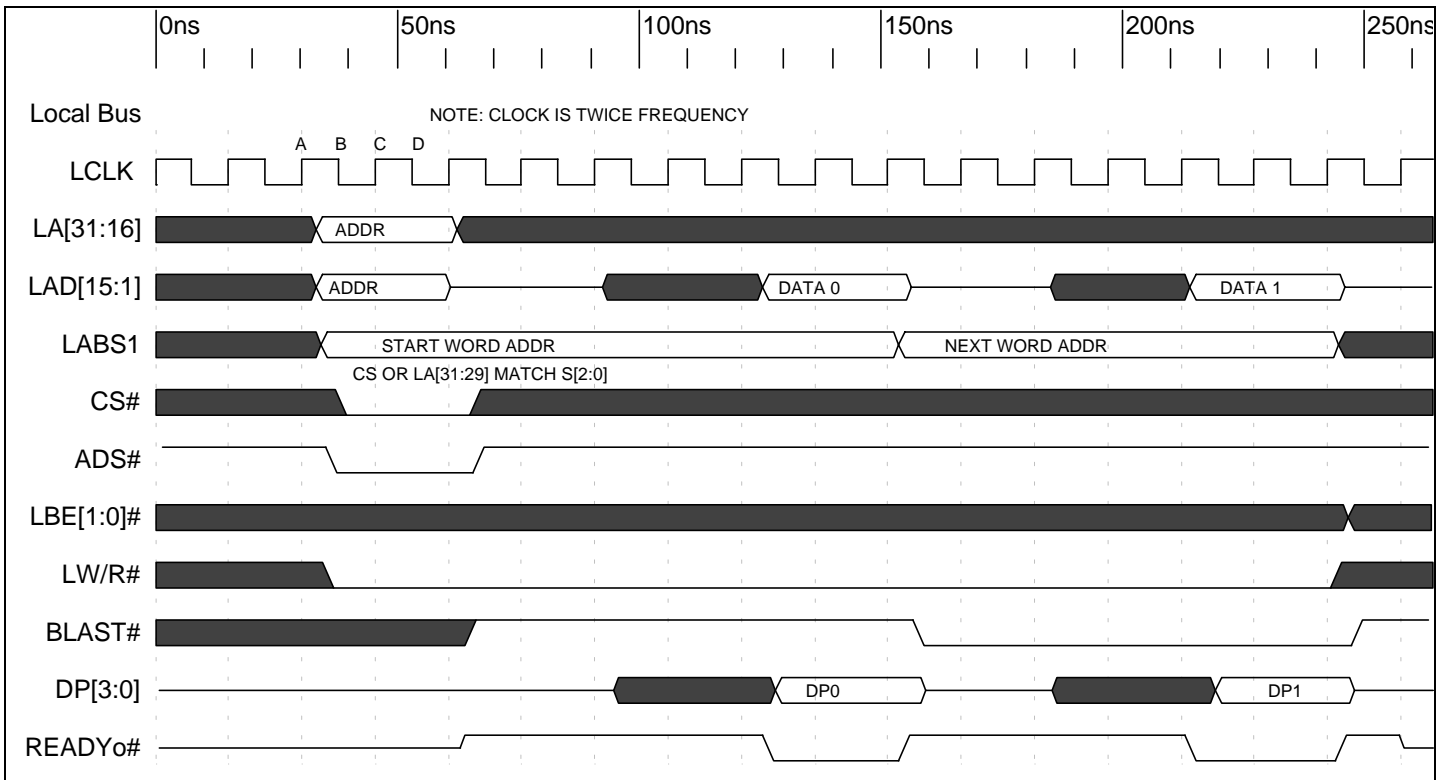 0ns 50ns 100ns 150ns 200ns 250ns
Local Bus NOTE: CLOCK IS TWICE FREQUENCY
A B C D
LCLK
LA[31:16] ADDR
LAD[15:1] ADDR DATA 0 DATA 1
LABS1 START WORD ADDR NEXT WORD ADDR
CS OR LA[31:29] MATCH S[2:0]
CS#
ADS#
LBE[1:0]#
LW/R#
BLAST#
DP[3:0] DP0 DP1
READYo#